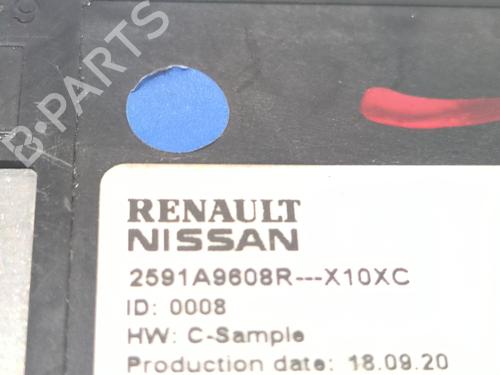 B-PARTS
RENAULT
NISSAN
2591A9608R---X10XC
ID: 0008
HW: C-Sample
Production date: 18.09.20